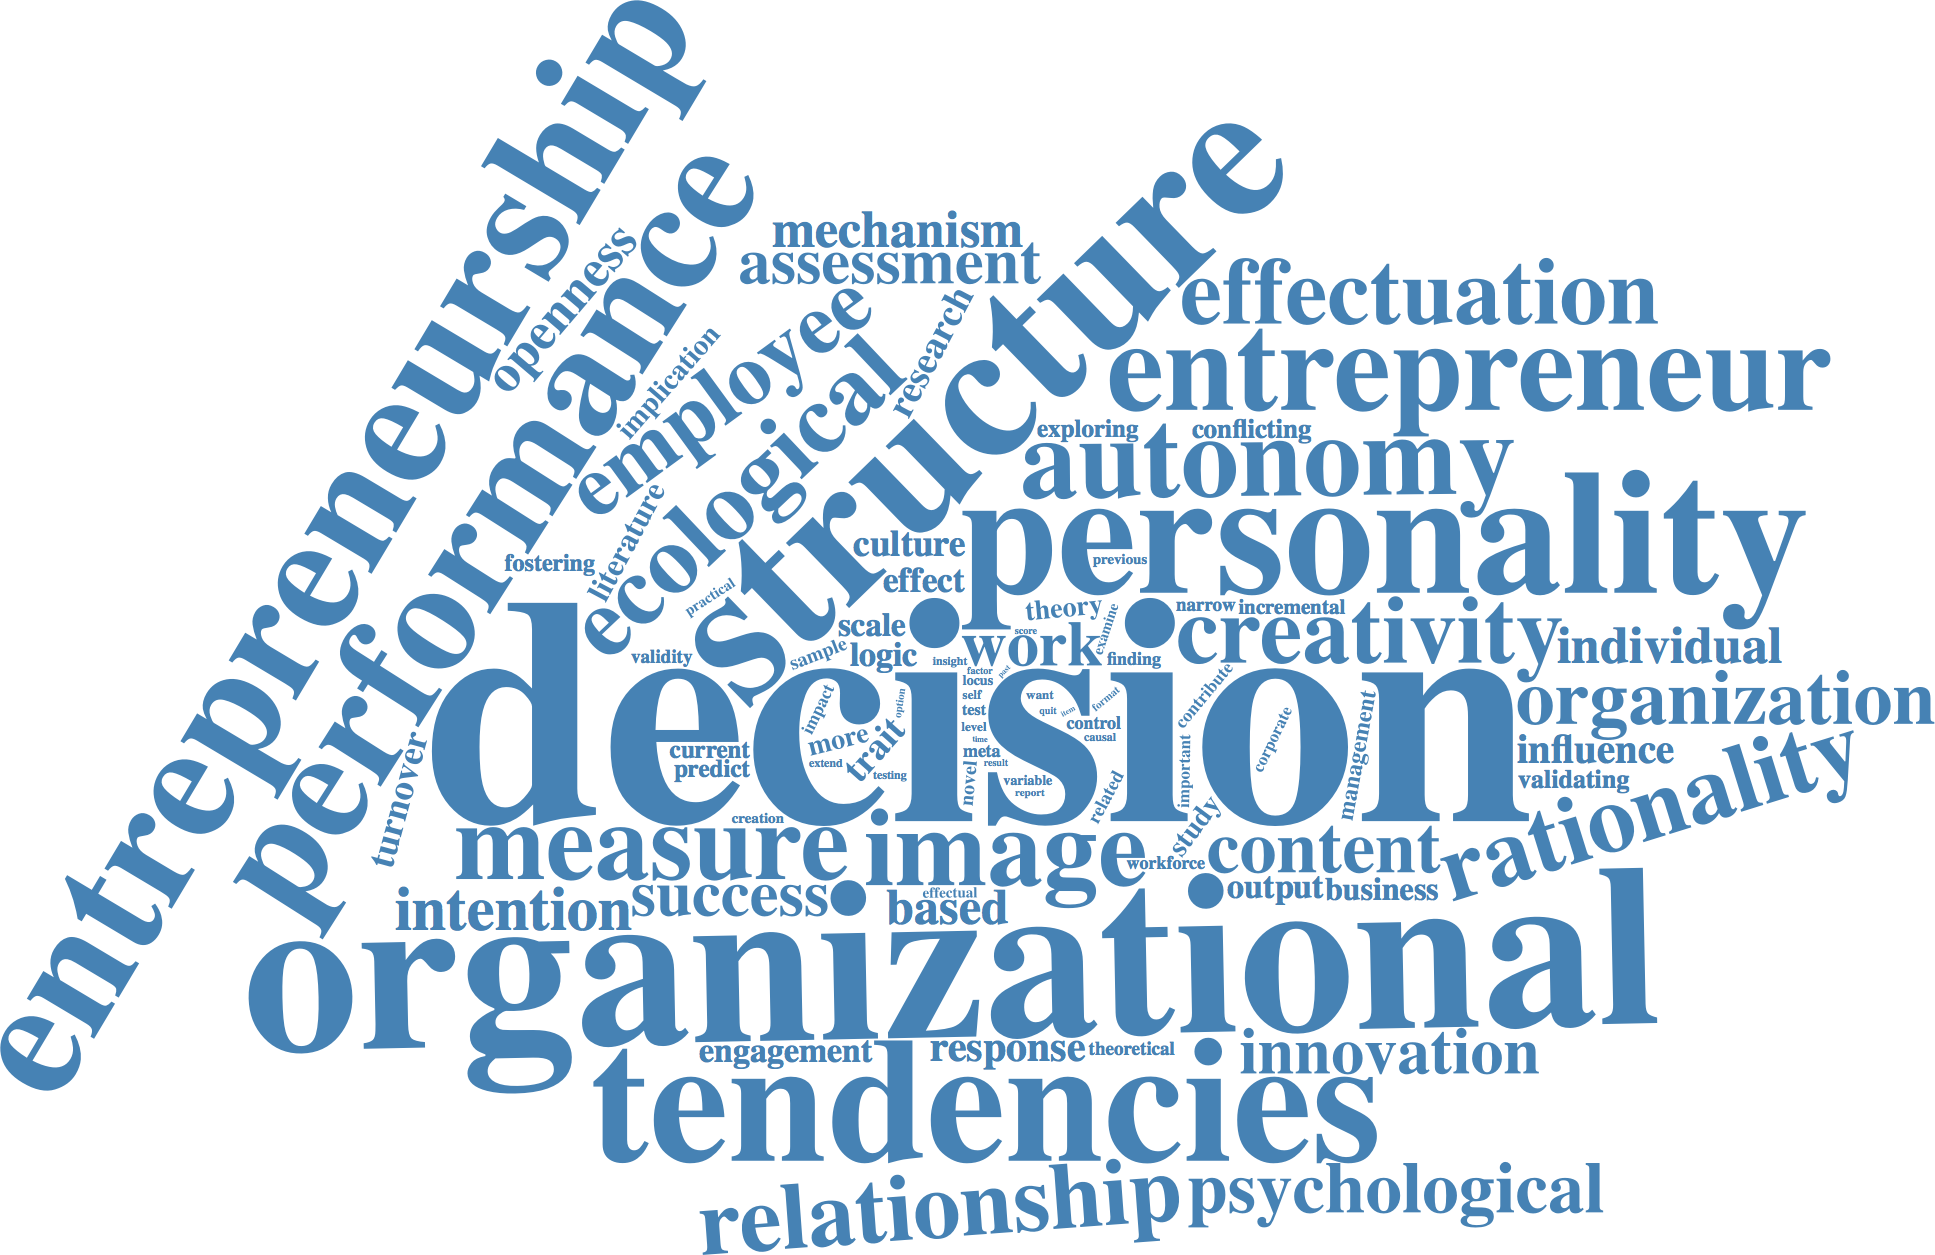 entrepreneurship
performance
openness
mechanism
assessment
structure
effectuation
entrepreneur
implication
employee
ecological
research
exploring
conflicting
autonomy
personality
literature
fostering
practical
culture
effect
previous
theory
examine
narrow
incremental
scale
work
score
creativity
individual
validity
sample
logic
insight
finding
decision
factor
past
locus
self
test
level
time
meta
result
novel
want
quit
item
format
control
causal
variable
report
contribute
corporate
management
important
related
study
impact
option
more
trait
extend
testing
current
predict
turnover
organization
influence
validating
rationality
creation
measure
image
workforce
content
output
business
intention
success
effectual
based
organizational
engagement
response
theoretical
innovation
tendencies
relationship
psychological